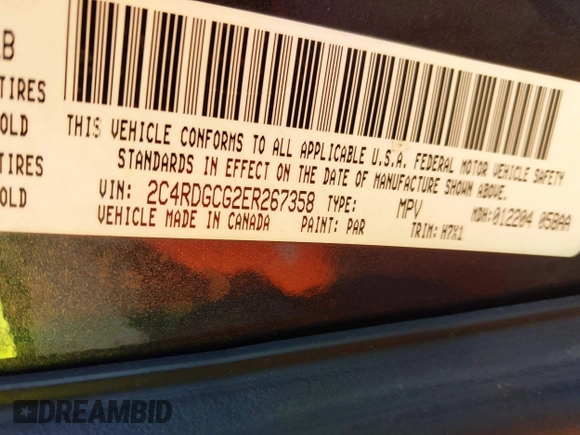 LB
TIRES
OLD
TIRES
OLD
THIS VEHICLE CONFORMS TO ALL APPLICABLE U.S.A. FEDERAL MOTOR VEHICLE SAFETY
STANDARDS IN EFFECT ON THE DATE OF MANUFACTURE SHOWN ABOVE.
VIN: 2C4RDGCG2ER267358 TYPE: MPV MDH: 012204 058AA
VEHICLE MADE IN CANADA PAINT: PAR TRIM: H7X1
DREAMBID